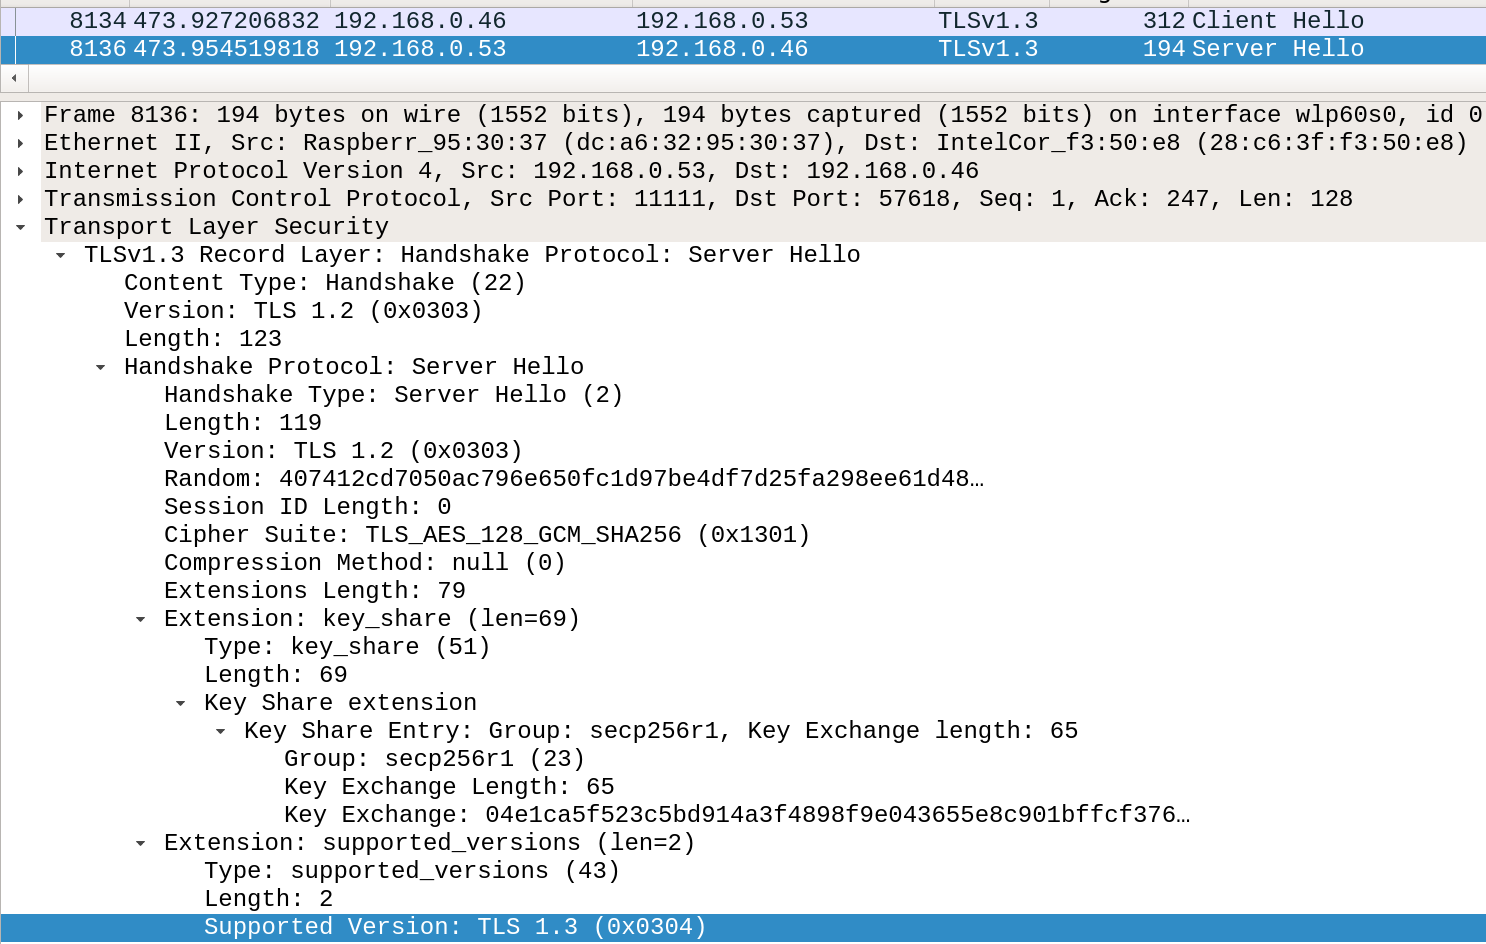 8134 473.927206832 192.168.0.46 192.168.0.53 TLSv1.3 312 Client Hello
8136 473.954519818 192.168.0.53 192.168.0.46 TLSv1.3 194 Server Hello
Frame 8136: 194 bytes on wire (1552 bits), 194 bytes captured (1552 bits) on interface wlp60s0, id 0
Ethernet II, Src: Raspberr_95:30:37 (dc:a6:32:95:30:37), Dst: IntelCor_f3:50:e8 (28:c6:3f:f3:50:e8)
Internet Protocol Version 4, Src: 192.168.0.53, Dst: 192.168.0.46
Transmission Control Protocol, Src Port: 11111, Dst Port: 57618, Seq: 1, Ack: 247, Len: 128
Transport Layer Security
TLSv1.3 Record Layer: Handshake Protocol: Server Hello
Content Type: Handshake (22)
Version: TLS 1.2 (0x0303)
Length: 123
Handshake Protocol: Server Hello
Handshake Type: Server Hello (2)
Length: 119
Version: TLS 1.2 (0x0303)
Random: 407412cd7050ac796e650fc1d97be4df7d25fa298ee61d48…
Session ID Length: 0
Cipher Suite: TLS_AES_128_GCM_SHA256 (0x1301)
Compression Method: null (0)
Extensions Length: 79
Extension: key_share (len=69)
Type: key_share (51)
Length: 69
Key Share extension
Key Share Entry: Group: secp256r1, Key Exchange length: 65
Group: secp256r1 (23)
Key Exchange Length: 65
Key Exchange: 04e1ca5f523c5bd914a3f4898f9e043655e8c901bffcf376…
Extension: supported_versions (len=2)
Type: supported_versions (43)
Length: 2
Supported Version: TLS 1.3 (0x0304)